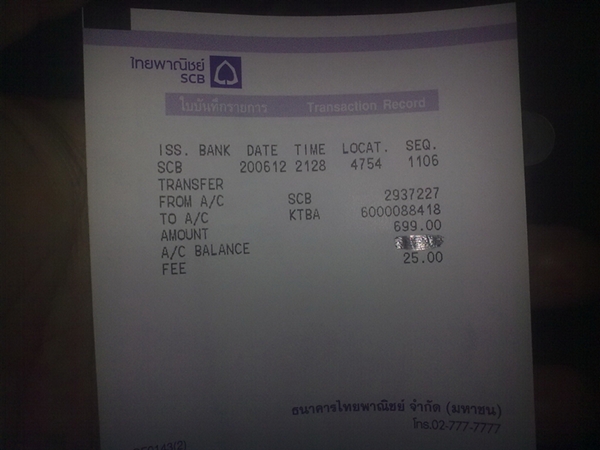 ไทยพาณิชย์
SCB
ใบบันทึกรายการ Transaction Record
ISS. BANK DATE TIME LOCAT. SEQ.
SCB 200612 2128 4754 1106
TRANSFER
FROM A/C SCB 2937227
TO A/C KTBA 6000088418
AMOUNT 699.00
A/C BALANCE
FEE 25.00
ธนาคารไทยพาณิชย์ จำกัด (มหาชน)
โทร.02-777-7777